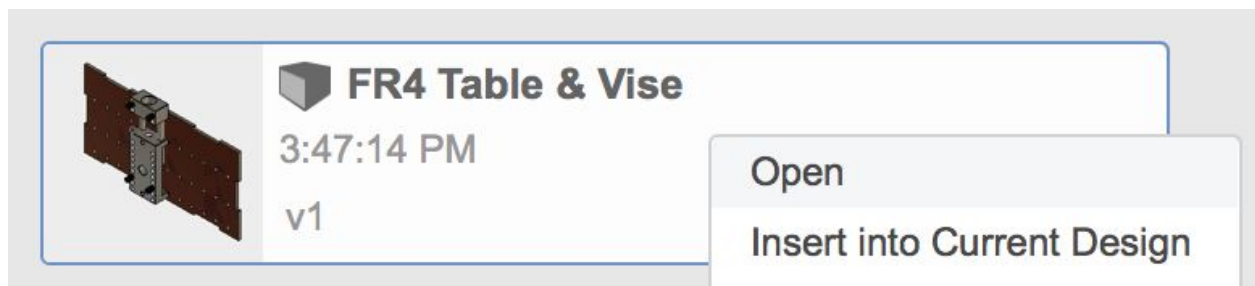 FR4 Table & Vise
3:47:14 PM
v1
Open
Insert into Current Design